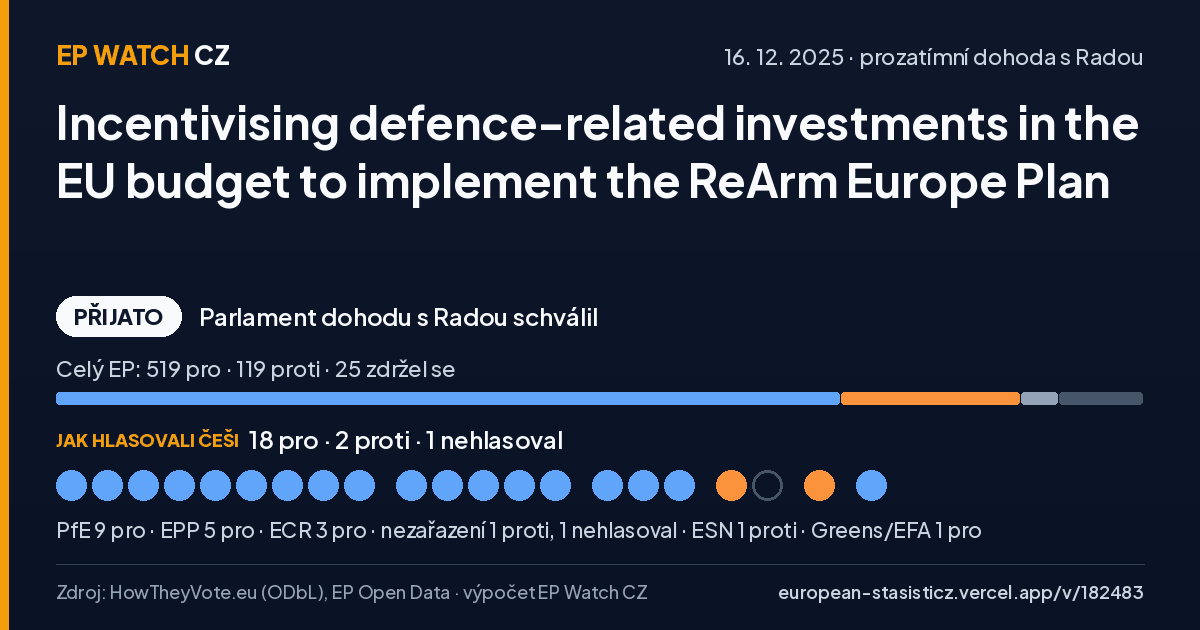 EP WATCH CZ
16. 12. 2025 · prozatímní dohoda s Radou
Incentivising defence-related investments in the
EU budget to implement the ReArm Europe Plan
PŘIJATO Parlament dohodu s Radou schválil
Celý EP: 519 pro · 119 proti · 25 zdržel se
JAK HLASOVALI ČEŠI 18 pro · 2 proti · 1 nehlasoval
PfE 9 pro · EPP 5 pro · ECR 3 pro · nezařazení 1 proti, 1 nehlasoval · ESN 1 proti · Greens/EFA 1 pro
Zdroj: HowTheyVote.eu (ODbL), EP Open Data · výpočet EP Watch CZ
european-stasisticz.vercel.app/v/182483